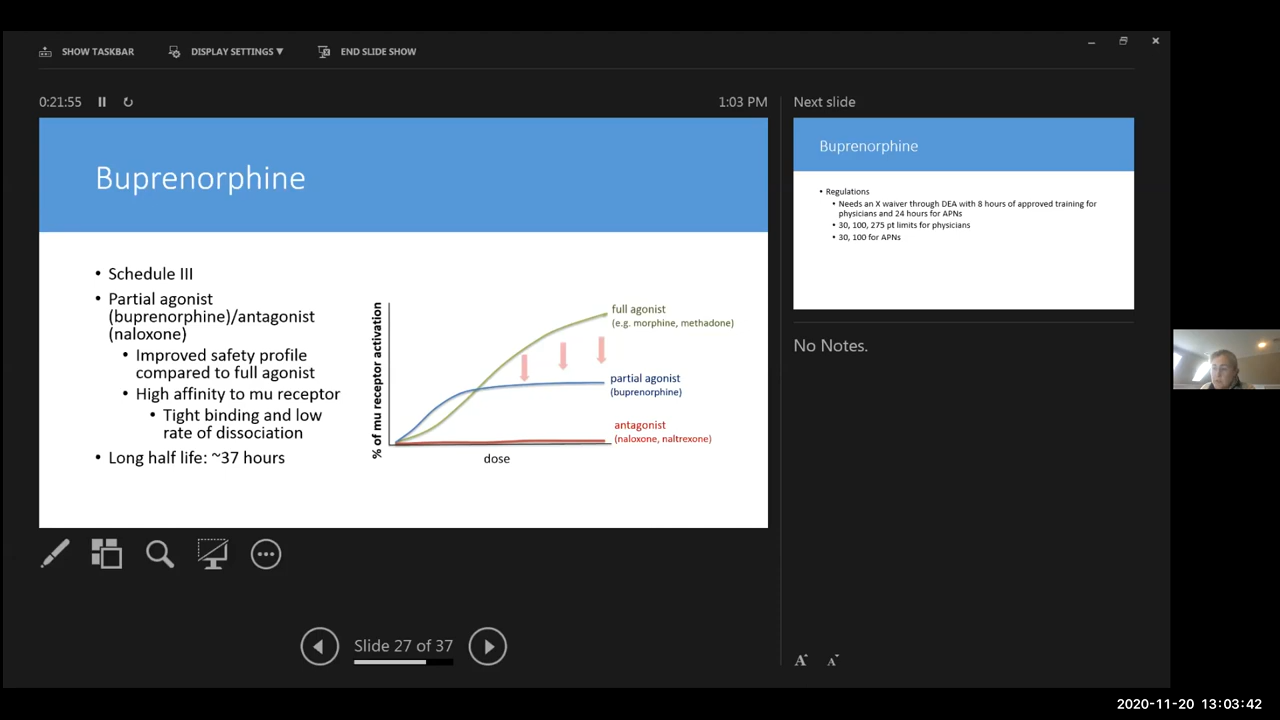 SHOW TASKBAR
DISPLAY SETTINGS ▼
END SLIDE SHOW
0:21:55
1:03 PM
Buprenorphine
• Schedule III
• Partial agonist
(buprenorphine)/antagonist
(naloxone)
• Improved safety profile
compared to full agonist
• High affinity to mu receptor
• Tight binding and low
rate of dissociation
• Long half life: ~37 hours
% of mu receptor activation
full agonist
(e.g. morphine, methadone)
partial agonist
(buprenorphine)
antagonist
(naloxone, naltrexone)
dose
Slide 27 of 37
Next slide
Buprenorphine
• Regulations
• Needs an X waiver through DEA with 8 hours of approved training for
physicians and 24 hours for APNs
• 30, 100, 275 pt limits for physicians
• 30, 100 for APNs
No Notes.
A A
2020-11-20 13:03:42